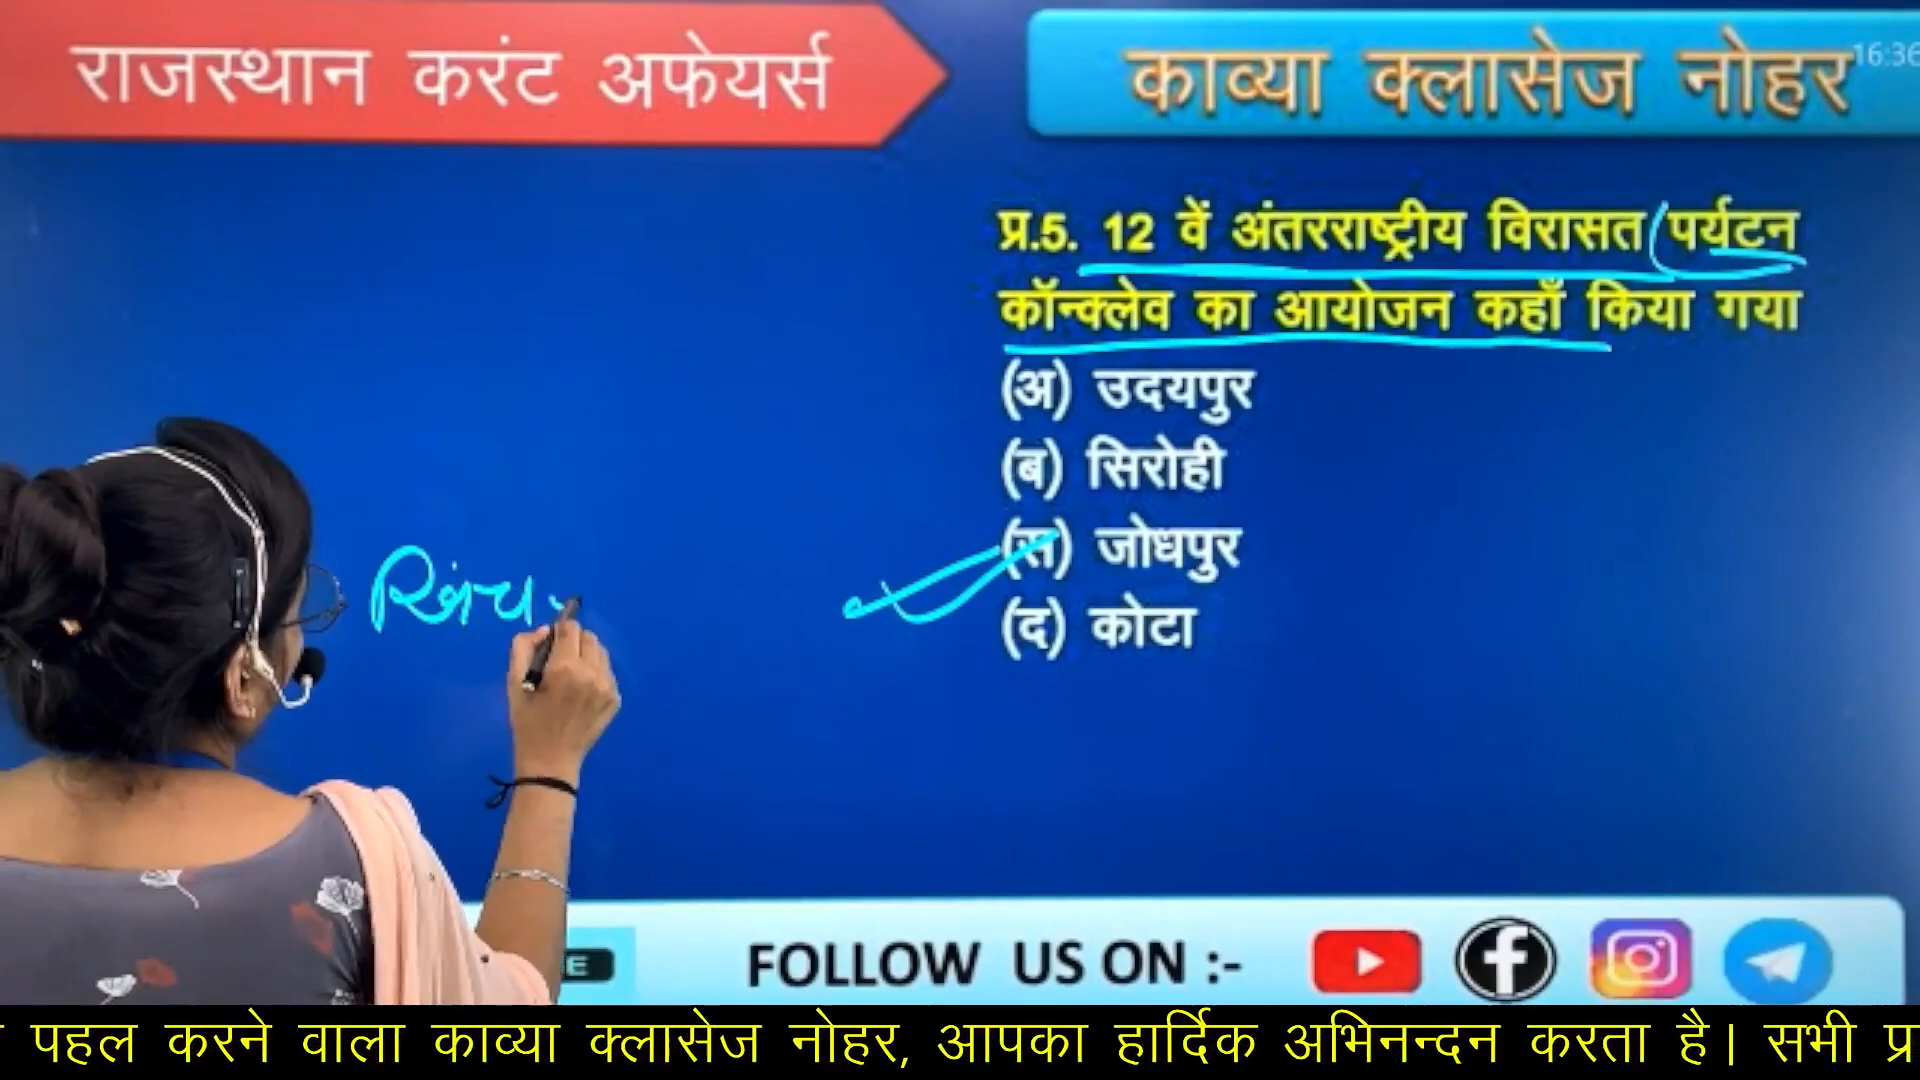 राजस्थान करंट अफेयर्स
काव्या क्लासेज नोहर
16:36
प्र.5. 12 वें अंतरराष्ट्रीय विरासत पर्यटन
कॉन्क्लेव का आयोजन कहाँ किया गया
(अ) उदयपुर
(ब) सिरोही
(स) जोधपुर
(द) कोटा
FOLLOW US ON :-
पहल करने वाला काव्या क्लासेज नोहर, आपका हार्दिक अभिनन्दन करता है। सभी प्र